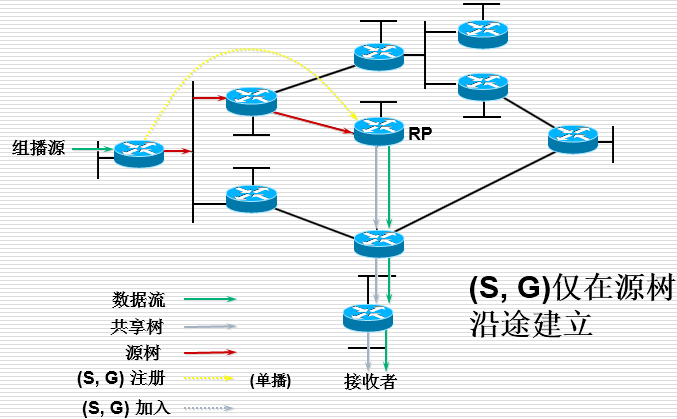 RP
组播源
(S, G)仅在源树
沿途建立
数据流
共享树
源树
(S, G) 注册 (单播)
(S, G) 加入
接收者